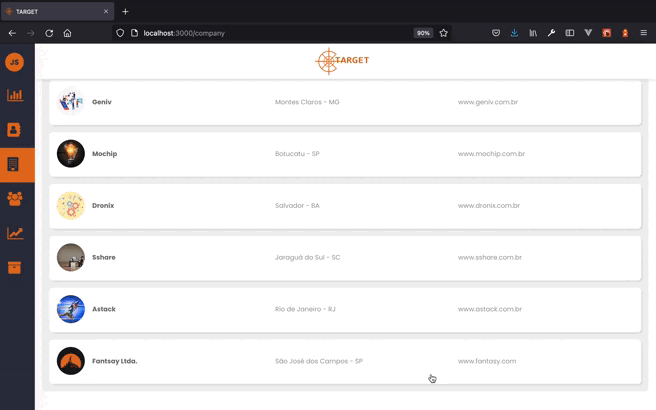 TARGET
localhost:3000/company
90%
JS
TARGET
Geniv
Montes Claros - MG
www.geniv.com.br
Mochip
Botucatu - SP
www.mochip.com.br
Dronix
Salvador - BA
www.dronix.com.br
Sshare
Jaraguá do Sul - SC
www.sshare.com.br
Astack
Rio de Janeiro - RJ
www.astack.com.br
Fantsay Ltda.
São José dos Campos - SP
www.fantasy.com